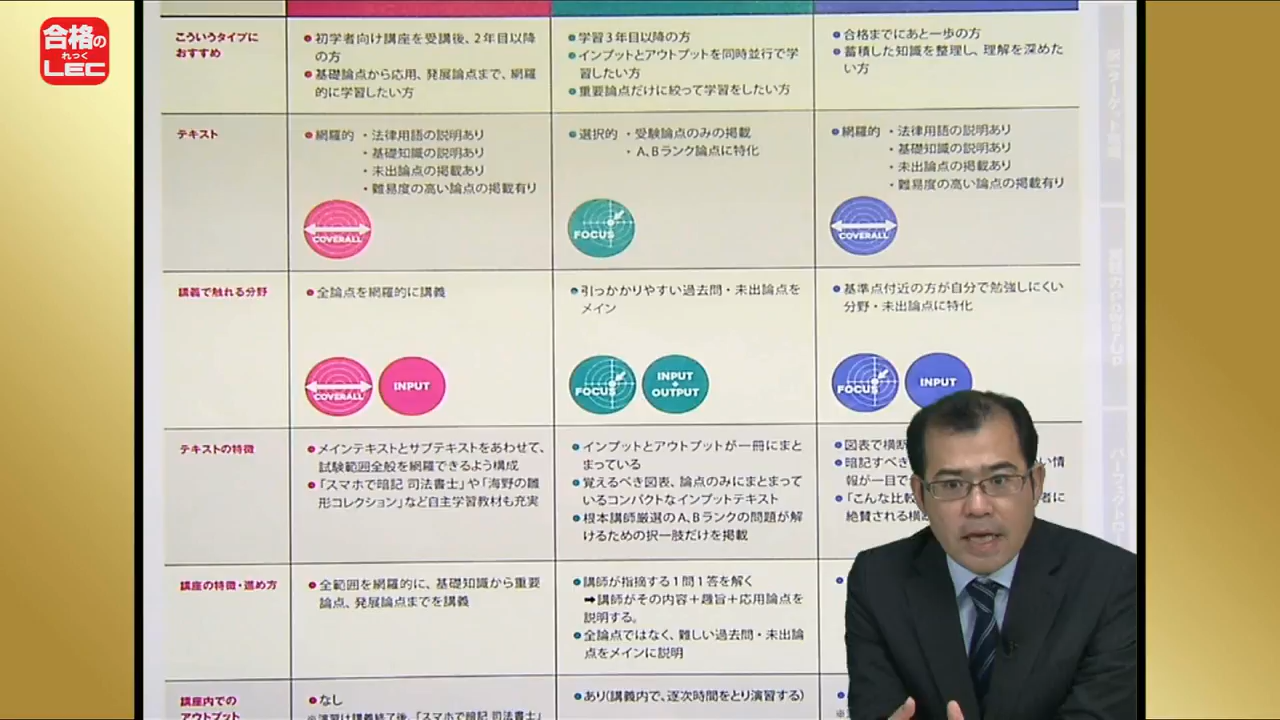 合格の
れっく
LEC
こういうタイプに
おすすめ
初学者向け講座を受講後、2年目以降
の方
基礎論点から応用、発展論点まで、網羅
的に学習したい方
学習3年目以降の方
インプットとアウトプットを同時並行で学
習したい方
重要論点だけに絞って学習をしたい方
合格までにあと一歩の方
蓄積した知識を整理し、理解を深めた
い方
テキスト
網羅的 ・法律用語の説明あり
・基礎知識の説明あり
・未出論点の掲載あり
・難易度の高い論点の掲載有り
COVERALL
選択的 ・受験論点のみの掲載
・A、Bランク論点に特化
FOCUS
網羅的 ・法律用語の説明あり
・基礎知識の説明あり
・未出論点の掲載あり
・難易度の高い論点の掲載有り
COVERALL
講義で触れる分野
全論点を網羅的に講義
COVERALL
INPUT
引っかかりやすい過去問・未出論点を
メイン
FOCUS
INPUT
+
OUTPUT
基準点付近の方が自分で勉強しにくい
分野・未出論点に特化
FOCUS
INPUT
テキストの特徴
メインテキストとサブテキストをあわせて、
試験範囲全般を網羅できるよう構成
「スマホで暗記 司法書士」や「海野の雛
形コレクション」など自主学習教材も充実
インプットとアウトプットが一冊にまと
まっている
覚えるべき図表、論点のみにまとまって
いるコンパクトなインプットテキスト
根本講師厳選のA、Bランクの問題が解
けるための択一肢だけを掲載
図表で横断
暗記すべき
い情
報が一目で
「こんな比較
者に
絶賛される横
講座の特徴・進め方
全範囲を網羅的に、基礎知識から重要
論点、発展論点までを講義
講師が指摘する1問1答を解く
➡講師がその内容+趣旨+応用論点を
説明する。
全論点ではなく、難しい過去問・未出論
点をメインに説明
講座内での
アウトプット
なし
※演習は講義終了後、「スマホで暗記 司法書士」
あり(講義内で、逐次時間をとり演習する)